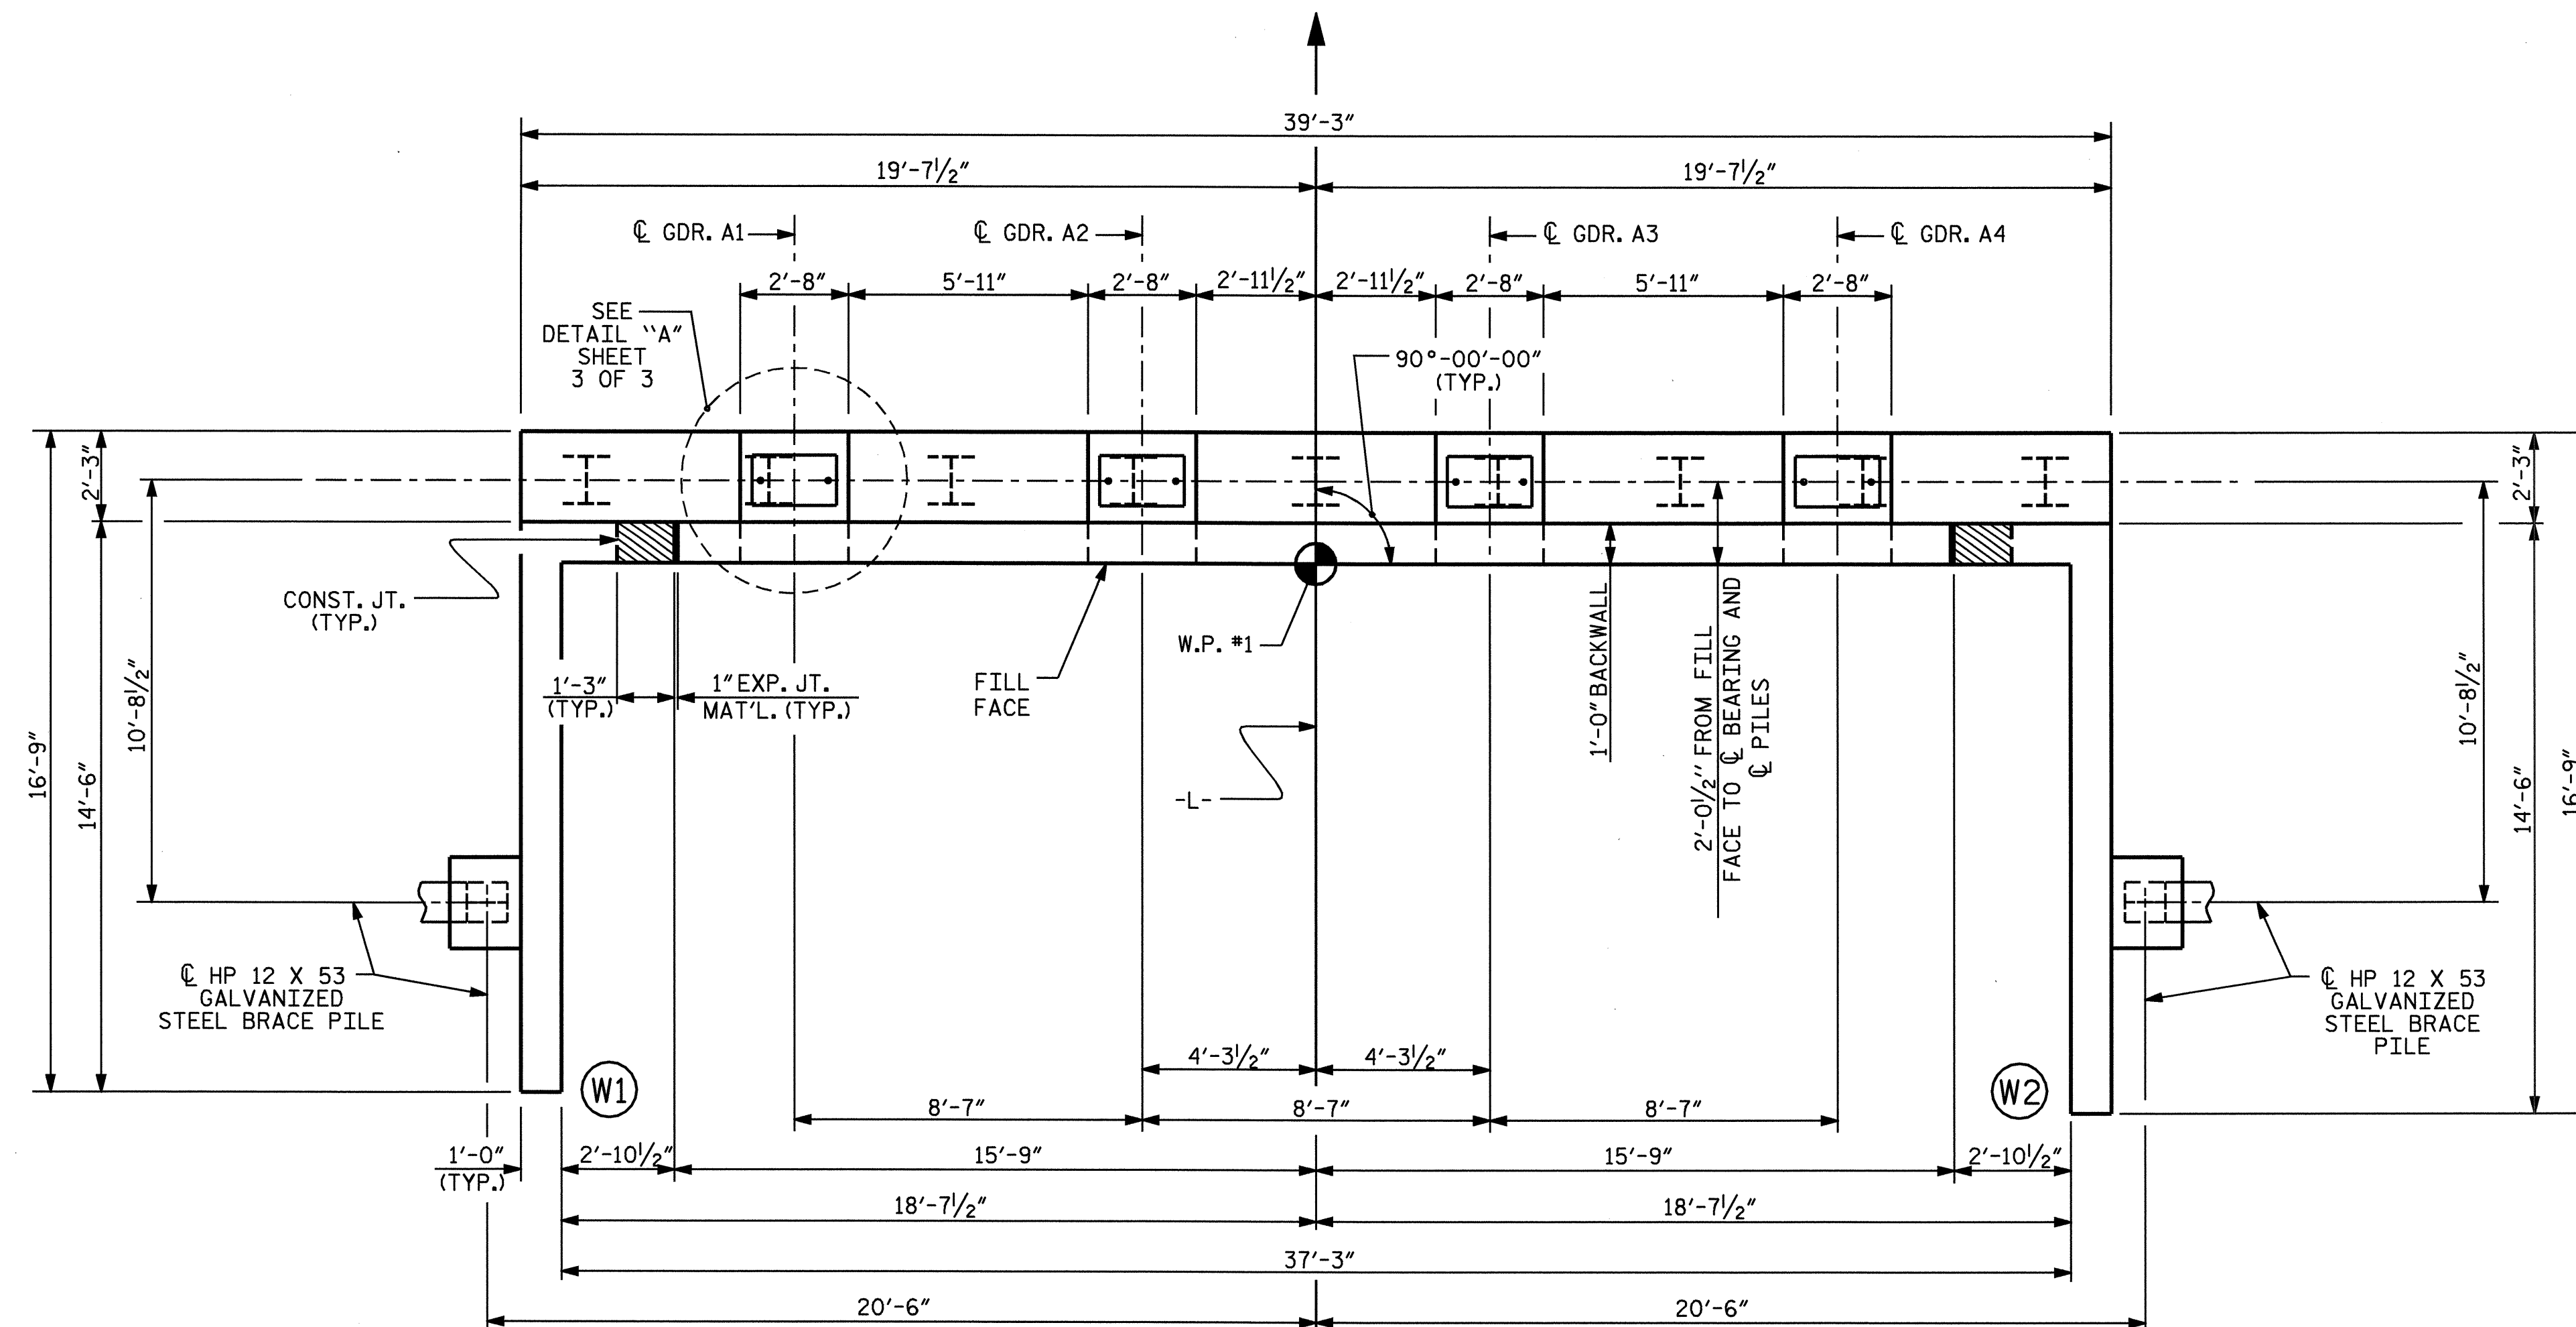 39'-3"
19'-7½"
19'-7½"
℄ GDR. A1
℄ GDR. A2
℄ GDR. A3
℄ GDR. A4
2'-8"
5'-11"
2'-8"
2'-11½"
2'-11½"
2'-8"
5'-11"
2'-8"
SEE
DETAIL "A"
SHEET
3 OF 3
90°-00'-00"
(TYP.)
2'-3"
2'-3"
CONST. JT.
(TYP.)
W.P. #1
1'-3"
(TYP.)
1" EXP. JT.
MAT'L. (TYP.)
FILL
FACE
1'-0" BACKWALL
2'-0½" FROM FILL
FACE TO ℄ BEARING AND
℄ PILES
-L-
16'-9"
14'-6"
10'-8½"
10'-8½"
14'-6"
16'-9"
℄ HP 12 X 53
GALVANIZED
STEEL BRACE PILE
℄ HP 12 X 53
GALVANIZED
STEEL BRACE
PILE
W1
W2
4'-3½"
4'-3½"
8'-7"
8'-7"
8'-7"
1'-0"
(TYP.)
2'-10½"
15'-9"
15'-9"
2'-10½"
18'-7½"
18'-7½"
37'-3"
20'-6"
20'-6"